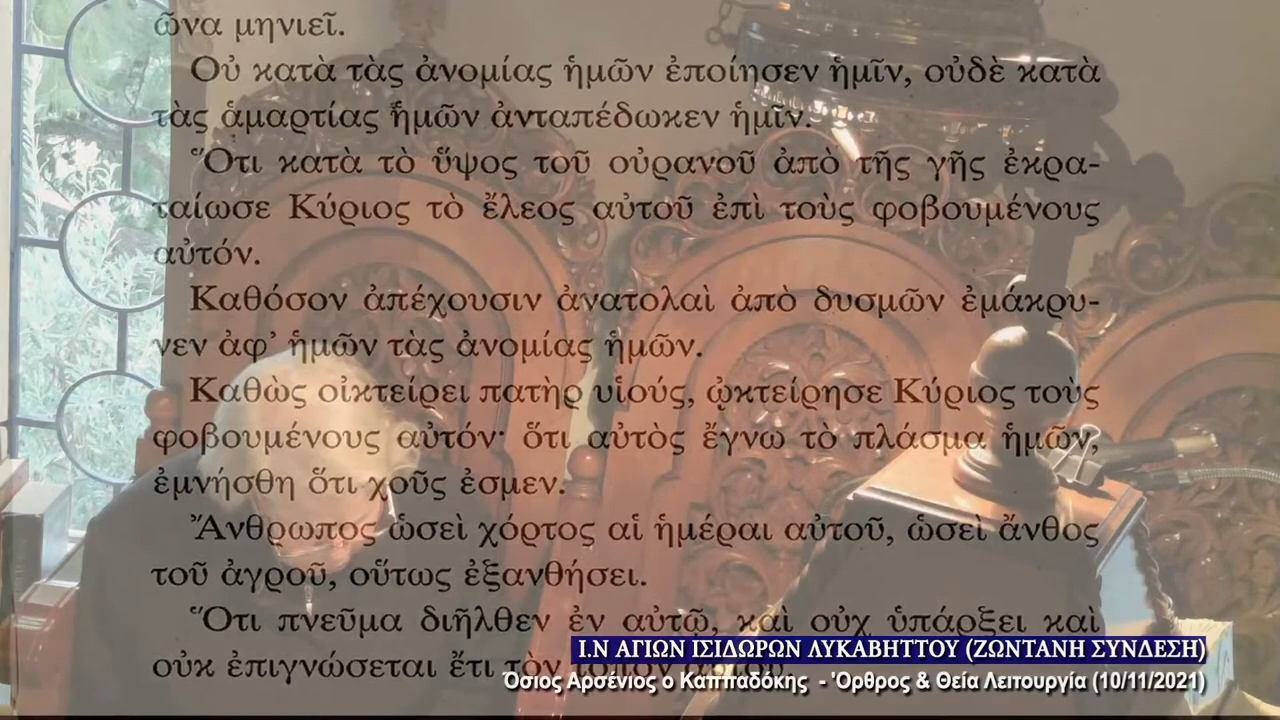 ῶνα μηνιεῖ.
Οὐ κατὰ τὰς ἀνομίας ἡμῶν ἐποίησεν ἡμῖν, οὐδὲ κατὰ
τὰς ἁμαρτίας ἡμῶν ἀνταπέδωκεν ἡμῖν.
Ὅτι κατὰ τὸ ὕψος τοῦ οὐρανοῦ ἀπὸ τῆς γῆς ἐκρα-
ταίωσε Κύριος τὸ ἔλεος αὐτοῦ ἐπὶ τοὺς φοβουμένους
αὐτόν.
Καθόσον ἀπέχουσιν ἀνατολαὶ ἀπὸ δυσμῶν ἐμάκρυ-
νεν ἀφ’ ἡμῶν τὰς ἀνομίας ἡμῶν.
Καθὼς οἰκτείρει πατὴρ υἱούς, ᾠκτείρησε Κύριος τοὺς
φοβουμένους αὐτόν· ὅτι αὐτὸς ἔγνω τὸ πλάσμα ἡμῶν,
ἐμνήσθη ὅτι χοῦς ἐσμεν.
Ἄνθρωπος ὡσεὶ χόρτος αἱ ἡμέραι αὐτοῦ, ὡσεὶ ἄνθος
τοῦ ἀγροῦ, οὕτως ἐξανθήσει.
Ὅτι πνεῦμα διῆλθεν ἐν αὐτῷ, καὶ οὐχ ὑπάρξει καὶ
οὐκ ἐπιγνώσεται ἔτι τὸν
Ι.Ν ΑΓΙΩΝ ΙΣΙΔΩΡΩΝ ΛΥΚΑΒΗΤΤΟΥ (ΖΩΝΤΑΝΗ ΣΥΝΔΕΣΗ)
Όσιος Αρσένιος ο Καππαδόκης - 'Ορθρος & Θεία Λειτουργία (10/11/2021)